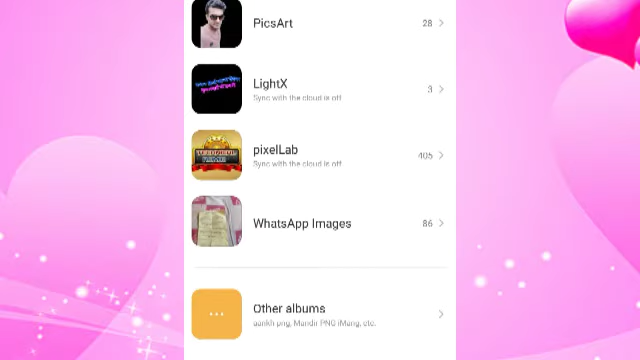 PicsArt
28
LightX
Sync with the cloud is off
3
pixelLab
Sync with the cloud is off
405
WhatsApp Images
86
Other albums
aankh png, Mandir PNG iMang, etc.